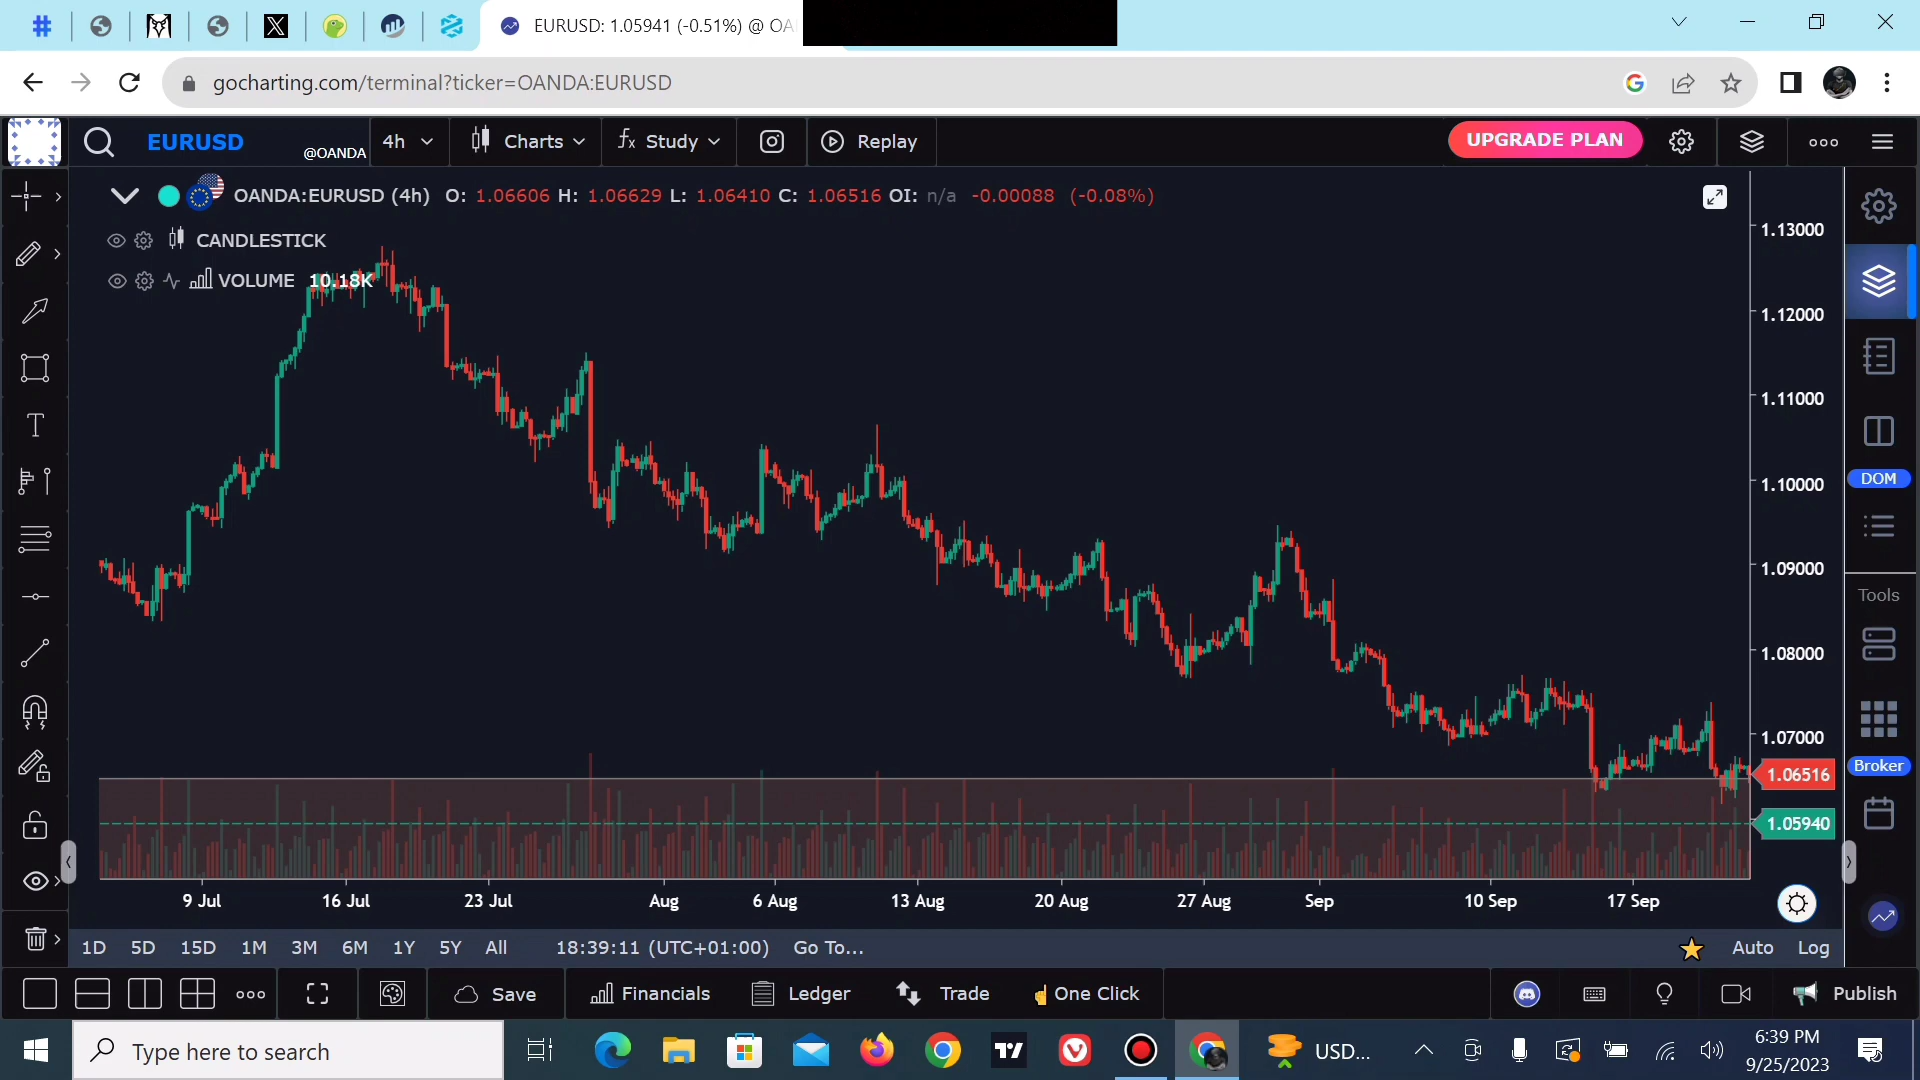 EURUSD: 1.05941 (-0.51%) @ OA
gocharting.com/terminal?ticker=OANDA:EURUSD
EURUSD @OANDA 4h Charts fx Study Replay UPGRADE PLAN
OANDA:EURUSD (4h) O: 1.06606 H: 1.06629 L: 1.06410 C: 1.06516 OI: n/a -0.00088 (-0.08%)
CANDLESTICK
VOLUME 10.18K
1.13000
1.12000
1.11000
1.10000
1.09000
1.08000
1.07000
1.06516
1.05940
DOM
Tools
Broker
9 Jul 16 Jul 23 Jul Aug 6 Aug 13 Aug 20 Aug 27 Aug Sep 10 Sep 17 Sep
1D 5D 15D 1M 3M 6M 1Y 5Y All 18:39:11 (UTC+01:00) Go To... Auto Log
Save Financials Ledger Trade One Click Publish
Type here to search
USD...
6:39 PM
9/25/2023